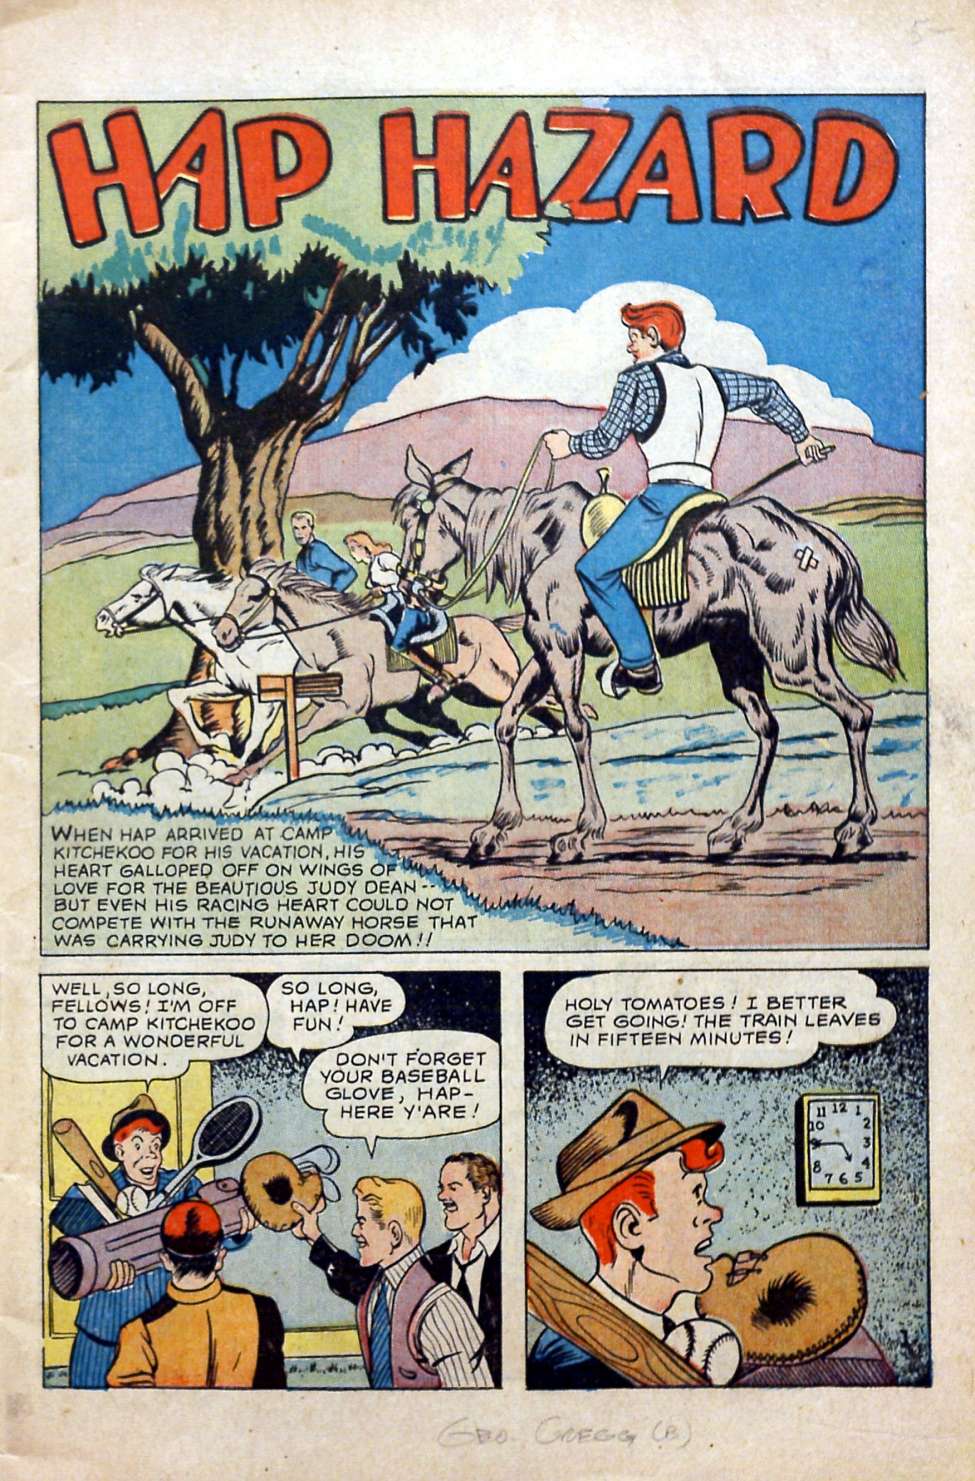 HAP HAZARD
WHEN HAP ARRIVED AT CAMP
KITCHEKOO FOR HIS VACATION, HIS
HEART GALLOPED OFF ON WINGS OF
LOVE FOR THE BEAUTIOUS JUDY DEAN--
BUT EVEN HIS RACING HEART COULD NOT
COMPETE WITH THE RUNAWAY HORSE THAT
WAS CARRYING JUDY TO HER DOOM!!
WELL, SO LONG,
FELLOWS! I'M OFF
TO CAMP KITCHEKOO
FOR A WONDERFUL
VACATION.
SO LONG,
HAP! HAVE
FUN!
DON'T FORGET
YOUR BASEBALL
GLOVE, HAP-
HERE Y'ARE!
HOLY TOMATOES! I BETTER
GET GOING! THE TRAIN LEAVES
IN FIFTEEN MINUTES!
11 12 1
10 2
3
8 4
7 6 5
Geo. Gregg (B)